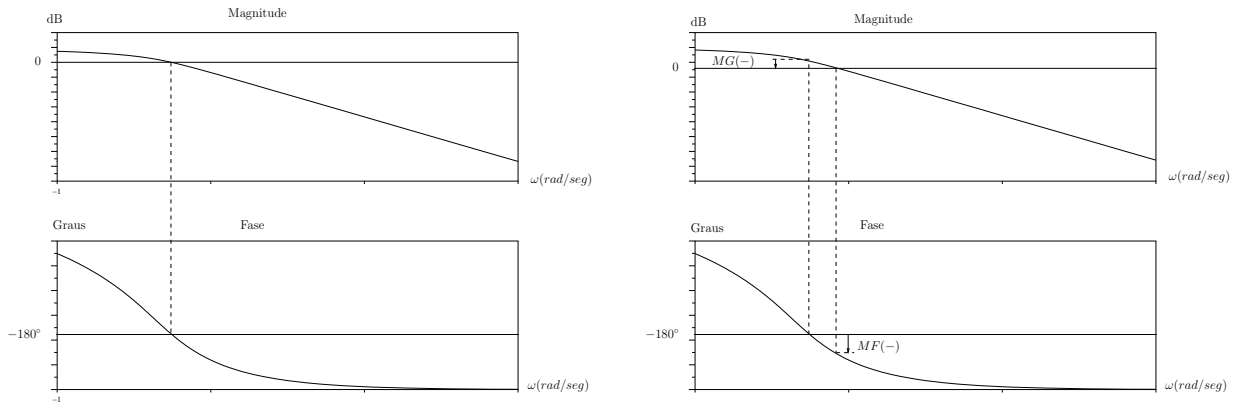 Magnitude
dB
0
ω(rad/seg)
−1
Graus
Fase
−180°
ω(rad/seg)
−1
Magnitude
dB
MG(−)
0
ω(rad/seg)
Graus
Fase
−180°
MF(−)
ω(rad/seg)